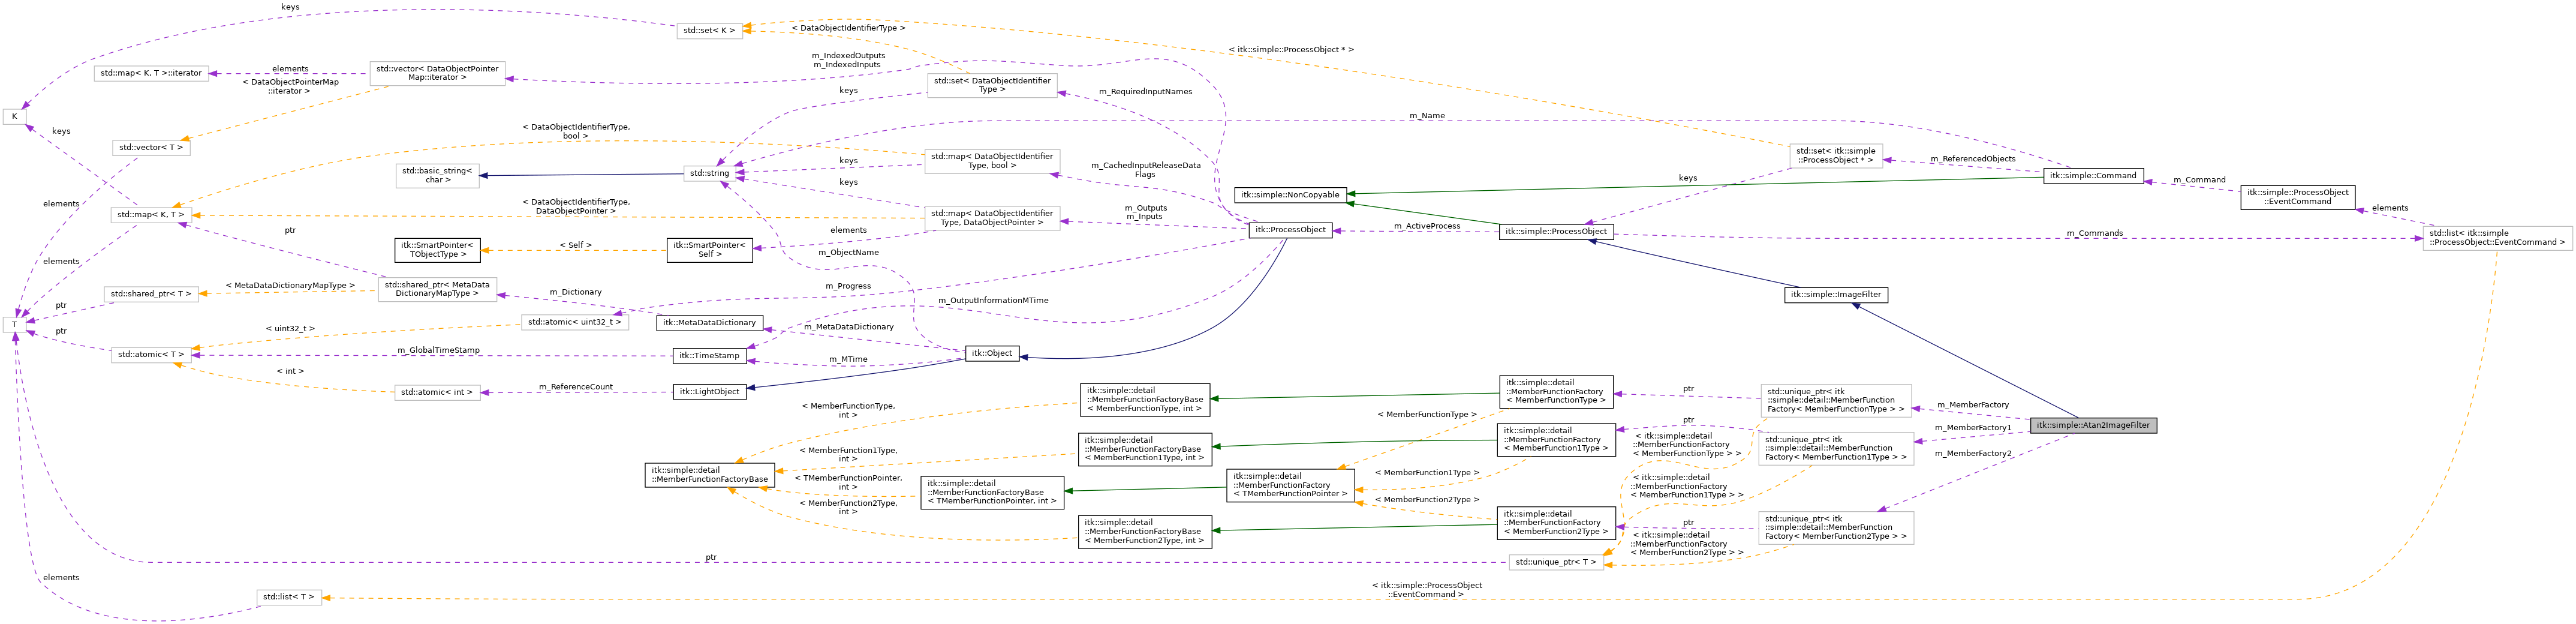 keys
std::set< K >
< DataObjectIdentifierType >
< itk::simple::ProcessObject * >
std::map< K, T >::iterator
elements
std::vector< DataObjectPointer
Map::iterator >
m_IndexedOutputs
m_IndexedInputs
< DataObjectPointerMap
::iterator >
std::set< DataObjectIdentifier
Type >
keys
m_RequiredInputNames
K
keys
std::vector< T >
< DataObjectIdentifierType,
bool >
m_Name
std::basic_string<
char >
std::string
keys
std::map< DataObjectIdentifier
Type, bool >
m_CachedInputReleaseData
Flags
std::set< itk::simple
::ProcessObject * >
m_ReferencedObjects
itk::simple::Command
m_Command
itk::simple::ProcessObject
::EventCommand
elements
keys
keys
itk::simple::NonCopyable
elements
std::map< K, T >
< DataObjectIdentifierType,
DataObjectPointer >
std::map< DataObjectIdentifier
Type, DataObjectPointer >
m_Outputs
m_Inputs
itk::ProcessObject
m_ActiveProcess
itk::simple::ProcessObject
m_Commands
std::list< itk::simple
::ProcessObject::EventCommand >
ptr
elements
itk::SmartPointer<
TObjectType >
< Self >
itk::SmartPointer<
Self >
elements
m_ObjectName
std::shared_ptr< T >
< MetaDataDictionaryMapType >
std::shared_ptr< MetaData
DictionaryMapType >
m_Dictionary
m_Progress
itk::simple::ImageFilter
ptr
m_OutputInformationMTime
T
ptr
< uint32_t >
std::atomic< uint32_t >
itk::MetaDataDictionary
m_MetaDataDictionary
std::atomic< T >
m_GlobalTimeStamp
itk::TimeStamp
m_MTime
itk::Object
< int >
std::atomic< int >
m_ReferenceCount
itk::LightObject
itk::simple::detail
::MemberFunctionFactoryBase
< MemberFunctionType, int >
itk::simple::detail
::MemberFunctionFactory
< MemberFunctionType >
ptr
std::unique_ptr< itk
::simple::detail::MemberFunction
Factory< MemberFunctionType > >
m_MemberFactory
itk::simple::Atan2ImageFilter
< MemberFunctionType,
int >
< MemberFunctionType >
itk::simple::detail
::MemberFunctionFactoryBase
< MemberFunction1Type, int >
itk::simple::detail
::MemberFunctionFactory
< MemberFunction1Type >
ptr
< itk::simple::detail
::MemberFunctionFactory
< MemberFunctionType > >
std::unique_ptr< itk
::simple::detail::MemberFunction
Factory< MemberFunction1Type > >
m_MemberFactory1
m_MemberFactory2
< MemberFunction1Type,
int >
itk::simple::detail
::MemberFunctionFactoryBase
< TMemberFunctionPointer,
int >
itk::simple::detail
::MemberFunctionFactoryBase
< TMemberFunctionPointer, int >
itk::simple::detail
::MemberFunctionFactory
< TMemberFunctionPointer >
< MemberFunction1Type >
< itk::simple::detail
::MemberFunctionFactory
< MemberFunction1Type > >
< MemberFunction2Type,
int >
< MemberFunction2Type >
itk::simple::detail
::MemberFunctionFactoryBase
< MemberFunction2Type, int >
itk::simple::detail
::MemberFunctionFactory
< MemberFunction2Type >
ptr
std::unique_ptr< itk
::simple::detail::MemberFunction
Factory< MemberFunction2Type > >
< itk::simple::detail
::MemberFunctionFactory
< MemberFunction2Type > >
ptr
std::unique_ptr< T >
elements
std::list< T >
< itk::simple::ProcessObject
::EventCommand >